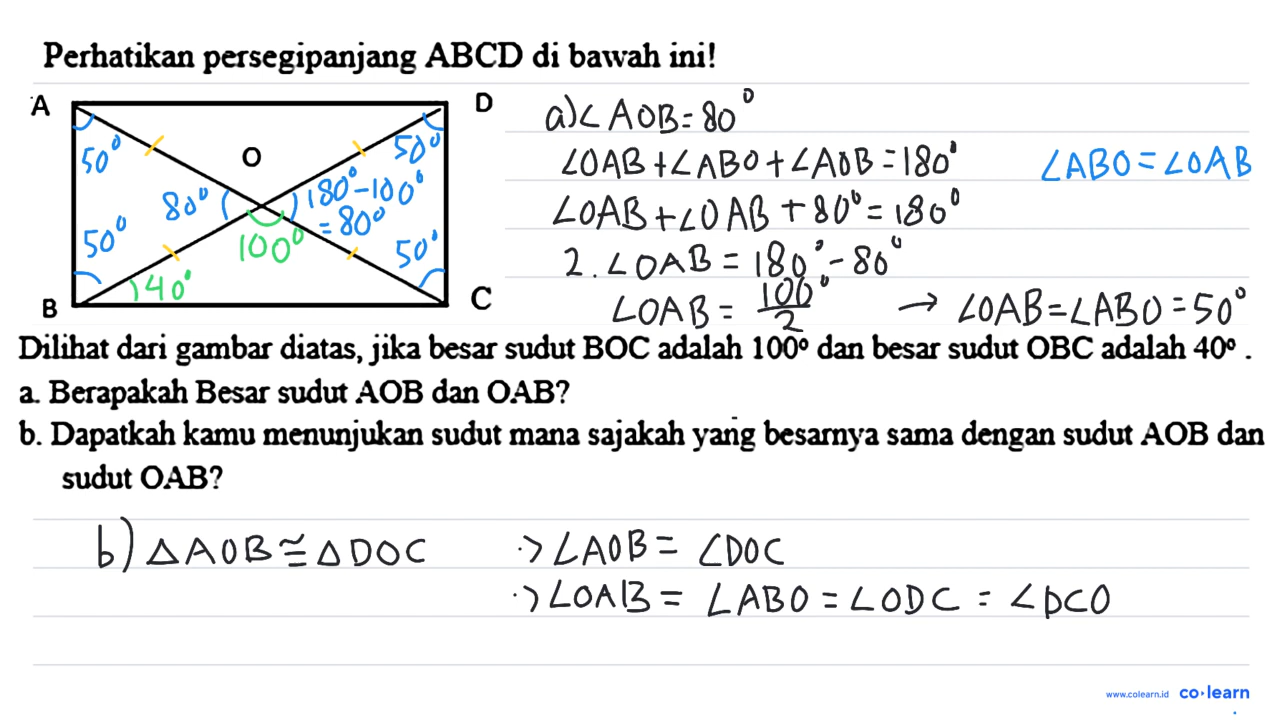 Perhatikan persegipanjang ABCD di bawah ini!
A
D
O
B
C
50°
50°
80°
180° - 100°
= 80°
50°
100°
50°
40°
a) ∠AOB = 80°
∠OAB + ∠ABO + ∠AOB = 180° ∠ABO = ∠OAB
∠OAB + ∠OAB + 80° = 180°
2. ∠OAB = 180° - 80°
∠OAB = 100°/2 → ∠OAB = ∠ABO = 50°
Dilihat dari gambar diatas, jika besar sudut BOC adalah 100° dan besar sudut OBC adalah 40° .
a. Berapakah Besar sudut AOB dan OAB?
b. Dapatkah kamu menunjukan sudut mana sajakah yang besarnya sama dengan sudut AOB dan
sudut OAB?
b) △AOB ≅ △DOC ·> ∠AOB = ∠DOC
·> ∠OAB = ∠ABO = ∠ODC = ∠DCO
www.colearn.id co·learn